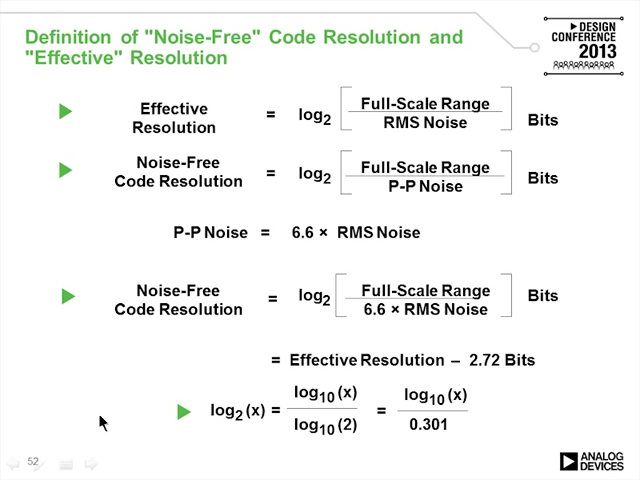 Definition of "Noise-Free" Code Resolution and
"Effective" Resolution
DESIGN
CONFERENCE
2013
Effective
Resolution
= log2 [ Full-Scale Range
RMS Noise ] Bits
Noise-Free
Code Resolution
= log2 [ Full-Scale Range
P-P Noise ] Bits
P-P Noise = 6.6 × RMS Noise
Noise-Free
Code Resolution
= log2 [ Full-Scale Range
6.6 × RMS Noise ] Bits
= Effective Resolution – 2.72 Bits
log2 (x) =
log10 (x)
log10 (2)
=
log10 (x)
0.301
52
ANALOG
DEVICES